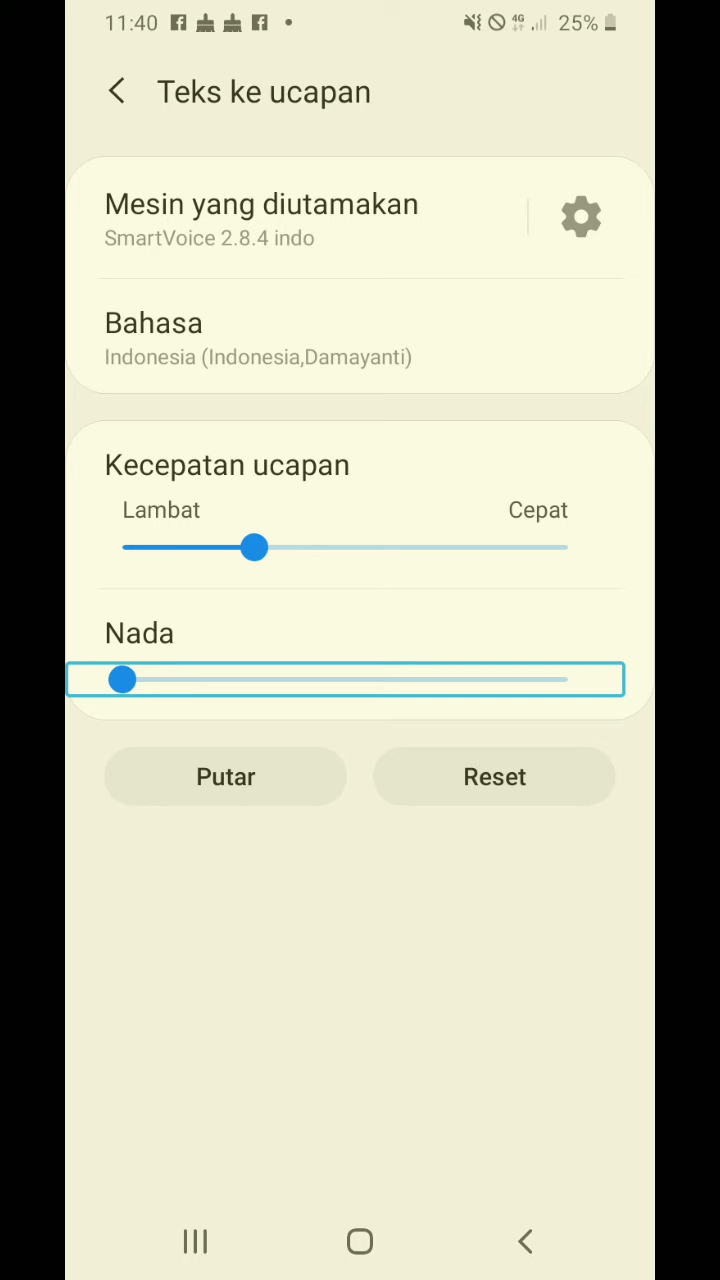 11:40 4G 25%
Teks ke ucapan
Mesin yang diutamakan
SmartVoice 2.8.4 indo
Bahasa
Indonesia (Indonesia,Damayanti)
Kecepatan ucapan
Lambat Cepat
Nada
Putar Reset